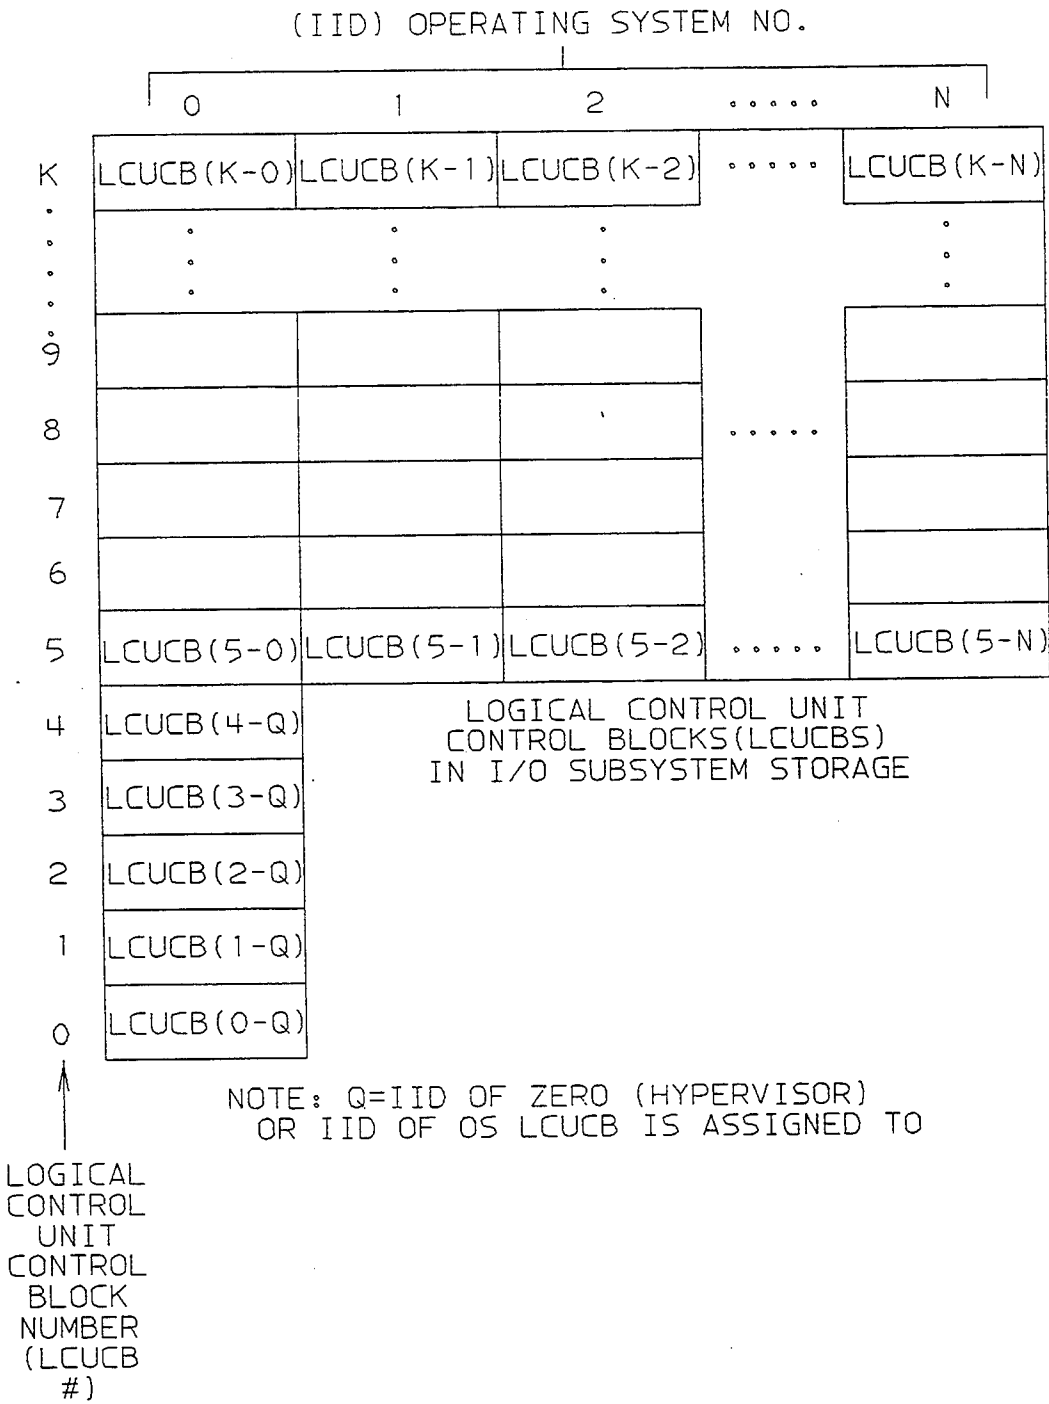 (IID) OPERATING SYSTEM NO.
0 1 2 ..... N
K LCUCB(K-0) LCUCB(K-1) LCUCB(K-2) ..... LCUCB(K-N)
9
8 .....
7
6
5 LCUCB(5-0) LCUCB(5-1) LCUCB(5-2) ..... LCUCB(5-N)
4 LCUCB(4-Q)
3 LCUCB(3-Q)
2 LCUCB(2-Q)
1 LCUCB(1-Q)
0 LCUCB(0-Q)
LOGICAL CONTROL UNIT
CONTROL BLOCKS(LCUCBS)
IN I/O SUBSYSTEM STORAGE
NOTE: Q=IID OF ZERO (HYPERVISOR)
OR IID OF OS LCUCB IS ASSIGNED TO
LOGICAL
CONTROL
UNIT
CONTROL
BLOCK
NUMBER
(LCUCB
#)